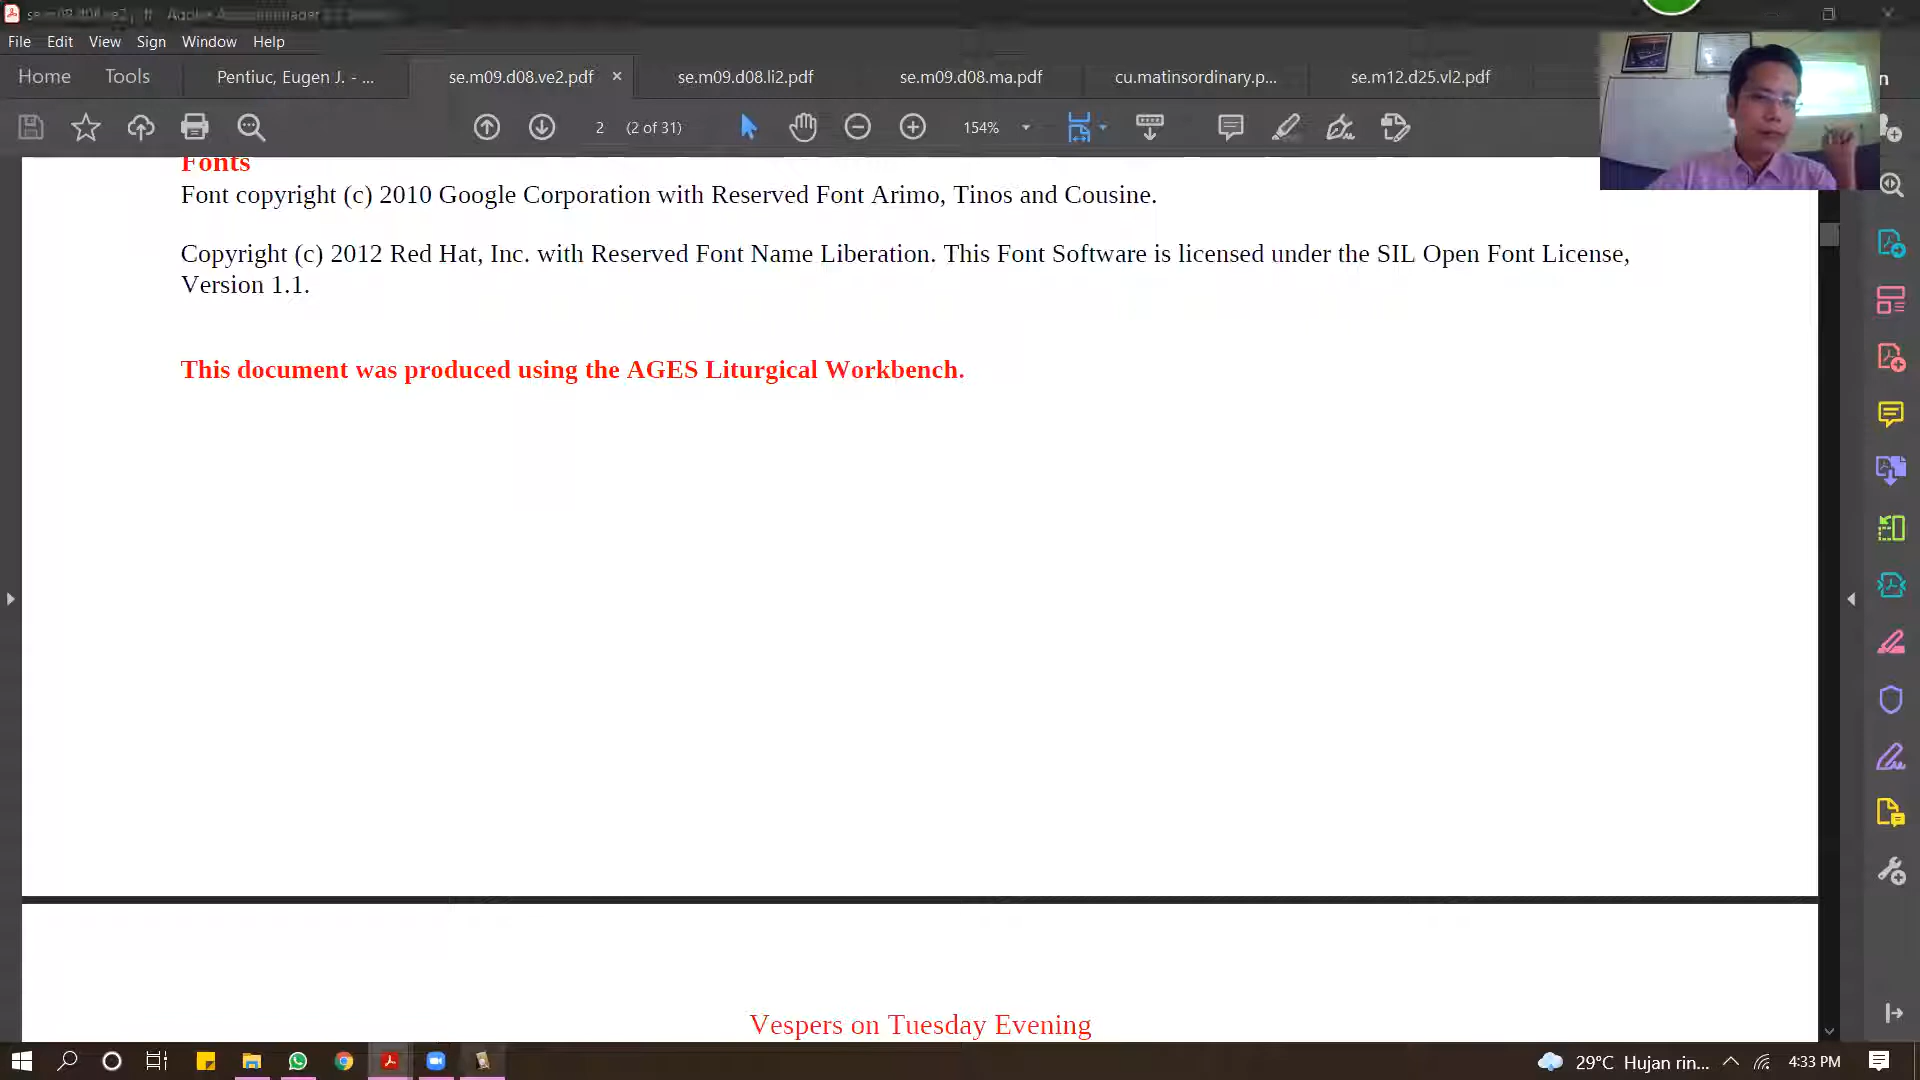 File Edit View Sign Window Help
Home Tools Pentiuc, Eugen J. - ... se.m09.d08.ve2.pdf × se.m09.d08.li2.pdf se.m09.d08.ma.pdf cu.matinsordinary.p... se.m12.d25.vl2.pdf
2 (2 of 31) 154%
Fonts
Font copyright (c) 2010 Google Corporation with Reserved Font Arimo, Tinos and Cousine.
Copyright (c) 2012 Red Hat, Inc. with Reserved Font Name Liberation. This Font Software is licensed under the SIL Open Font License,
Version 1.1.
This document was produced using the AGES Liturgical Workbench.
Vespers on Tuesday Evening
29°C Hujan rin... 4:33 PM